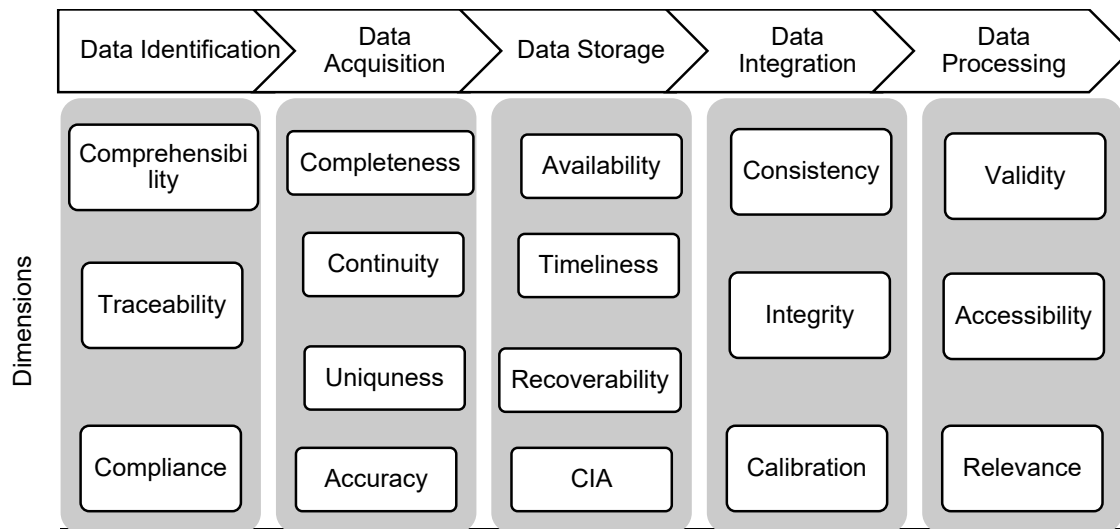 Data Identification
Data
Acquisition
Data Storage
Data
Integration
Data
Processing
Dimensions
Comprehensibi
lity
Traceability
Compliance
Completeness
Continuity
Uniquness
Accuracy
Availability
Timeliness
Recoverability
CIA
Consistency
Integrity
Calibration
Validity
Accessibility
Relevance